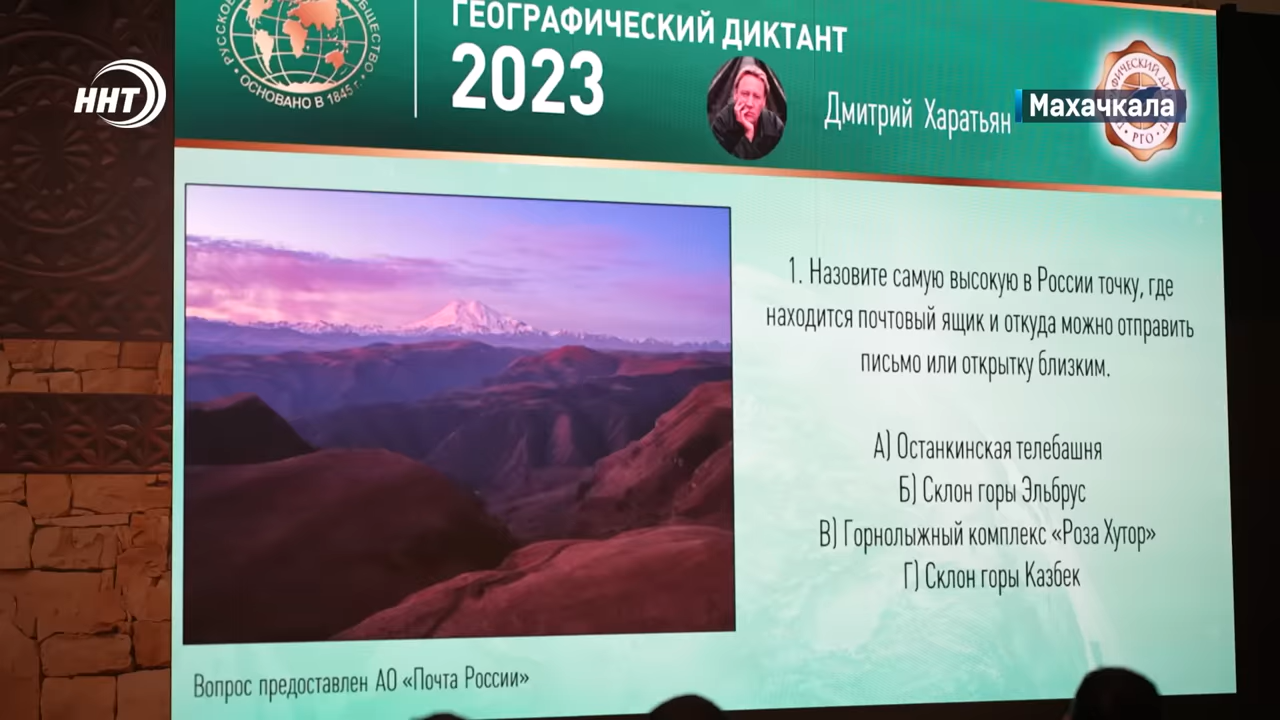 РУССКОЕ
ОБЩЕСТВО
ОСНОВАНО В 1845 г.
ГЕОГРАФИЧЕСКИЙ ДИКТАНТ
2023
ННТ
Дмитрий Харатьян
Махачкала
РГО
1. Назовите самую высокую в России точку, где
находится почтовый ящик и откуда можно отправить
письмо или открытку близким.
А) Останкинская телебашня
Б) Склон горы Эльбрус
В) Горнолыжный комплекс «Роза Хутор»
Г) Склон горы Казбек
Вопрос предоставлен АО «Почта России»